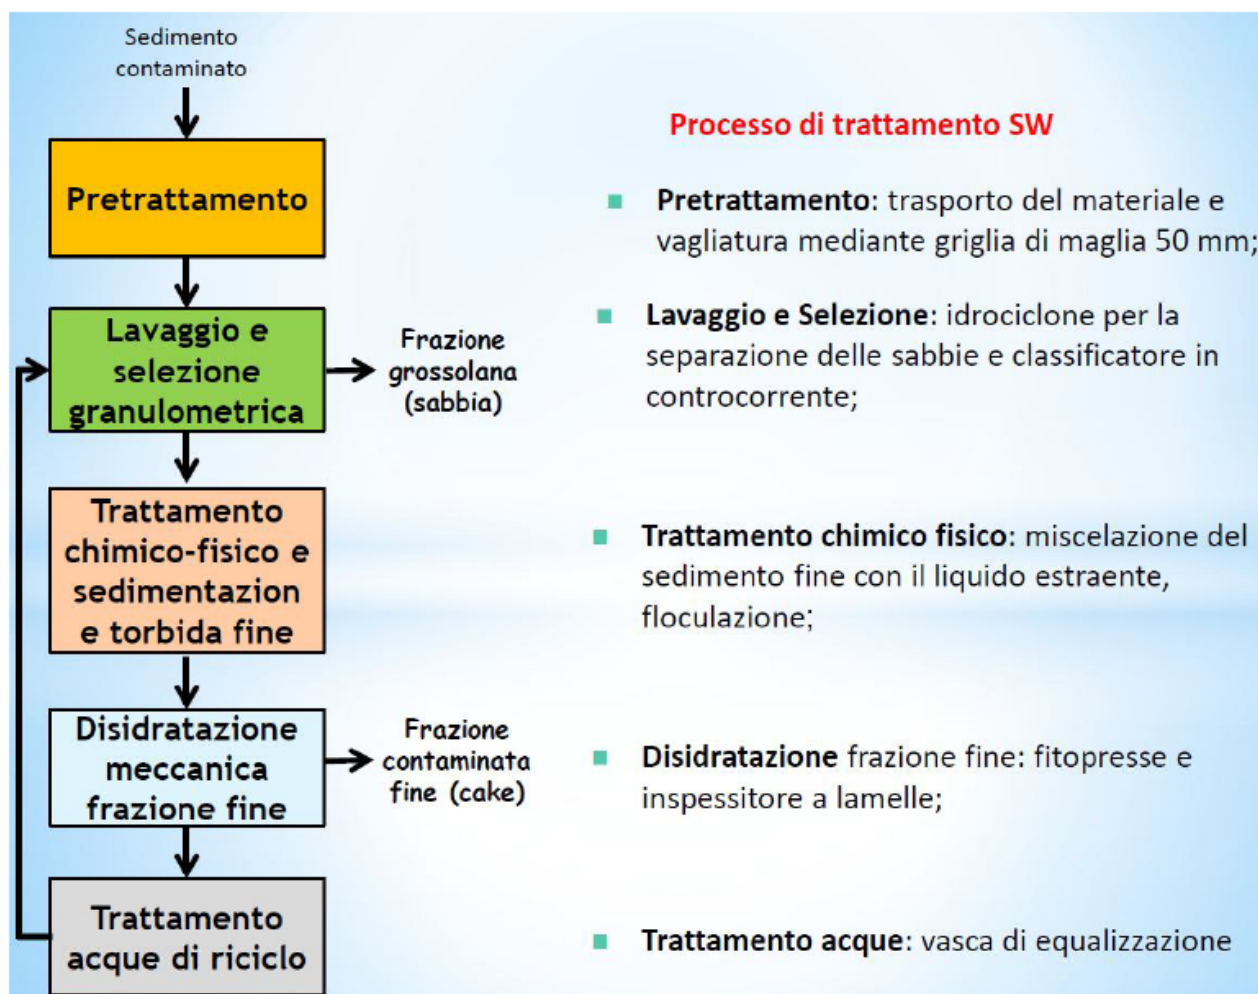 Sedimento
contaminato
Pretrattamento
Lavaggio e
selezione
granulometrica
Frazione
grossolana
(sabbia)
Trattamento
chimico-fisico e
sedimentazion
e torbida fine
Disidratazione
meccanica
frazione fine
Frazione
contaminata
fine (cake)
Trattamento
acque di riciclo
Processo di trattamento SW
Pretrattamento: trasporto del materiale e
vagliatura mediante griglia di maglia 50 mm;
Lavaggio e Selezione: idrociclone per la
separazione delle sabbie e classificatore in
controcorrente;
Trattamento chimico fisico: miscelazione del
sedimento fine con il liquido estraente,
floculazione;
Disidratazione frazione fine: fitopresse e
inspessitore a lamelle;
Trattamento acque: vasca di equalizzazione